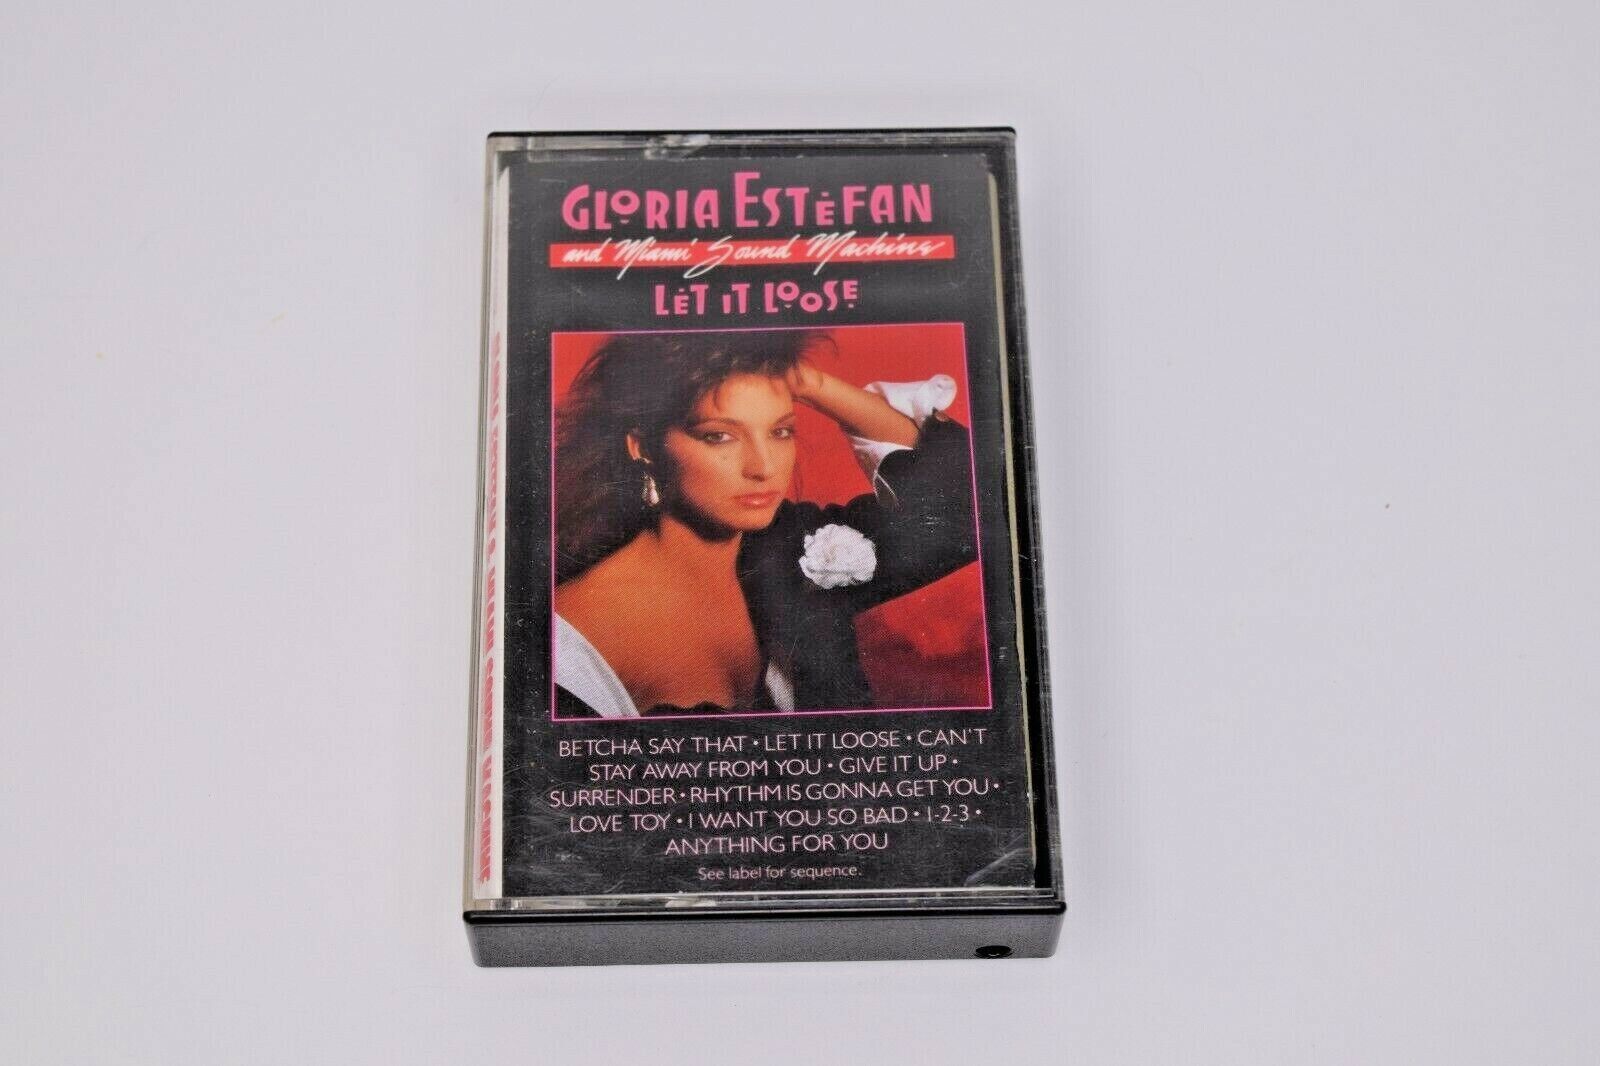 GLORIA ESTEFAN
and Miami Sound Machine
LET IT LOOSE
BETCHA SAY THAT • LET IT LOOSE • CAN'T
STAY AWAY FROM YOU • GIVE IT UP •
SURRENDER • RHYTHM IS GONNA GET YOU •
LOVE TOY • I WANT YOU SO BAD • 1-2-3 •
ANYTHING FOR YOU
See label for sequence.